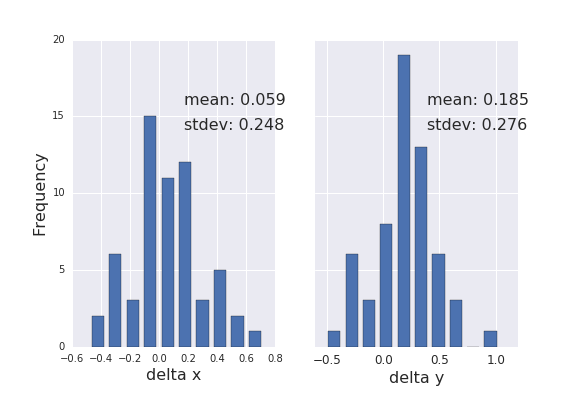 20
15
10
5
0
Frequency
mean: 0.059
stdev: 0.248
−0.6 −0.4 −0.2 0.0 0.2 0.4 0.6 0.8
delta x
mean: 0.185
stdev: 0.276
−0.5 0.0 0.5 1.0
delta y